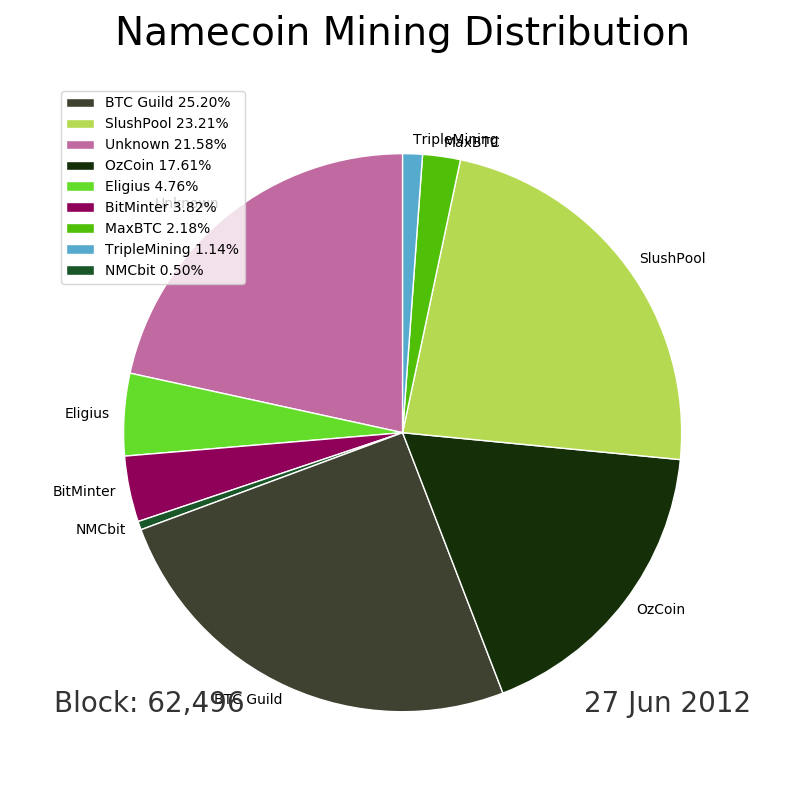 Namecoin Mining Distribution
BTC Guild 25.20%
SlushPool 23.21%
Unknown 21.58%
OzCoin 17.61%
Eligius 4.76%
BitMinter 3.82%
MaxBTC 2.18%
TripleMining 1.14%
NMCbit 0.50%
TripleMining
MaxBTC
Unknown
SlushPool
Eligius
BitMinter
NMCbit
OzCoin
BTC Guild
Block: 62,496
27 Jun 2012